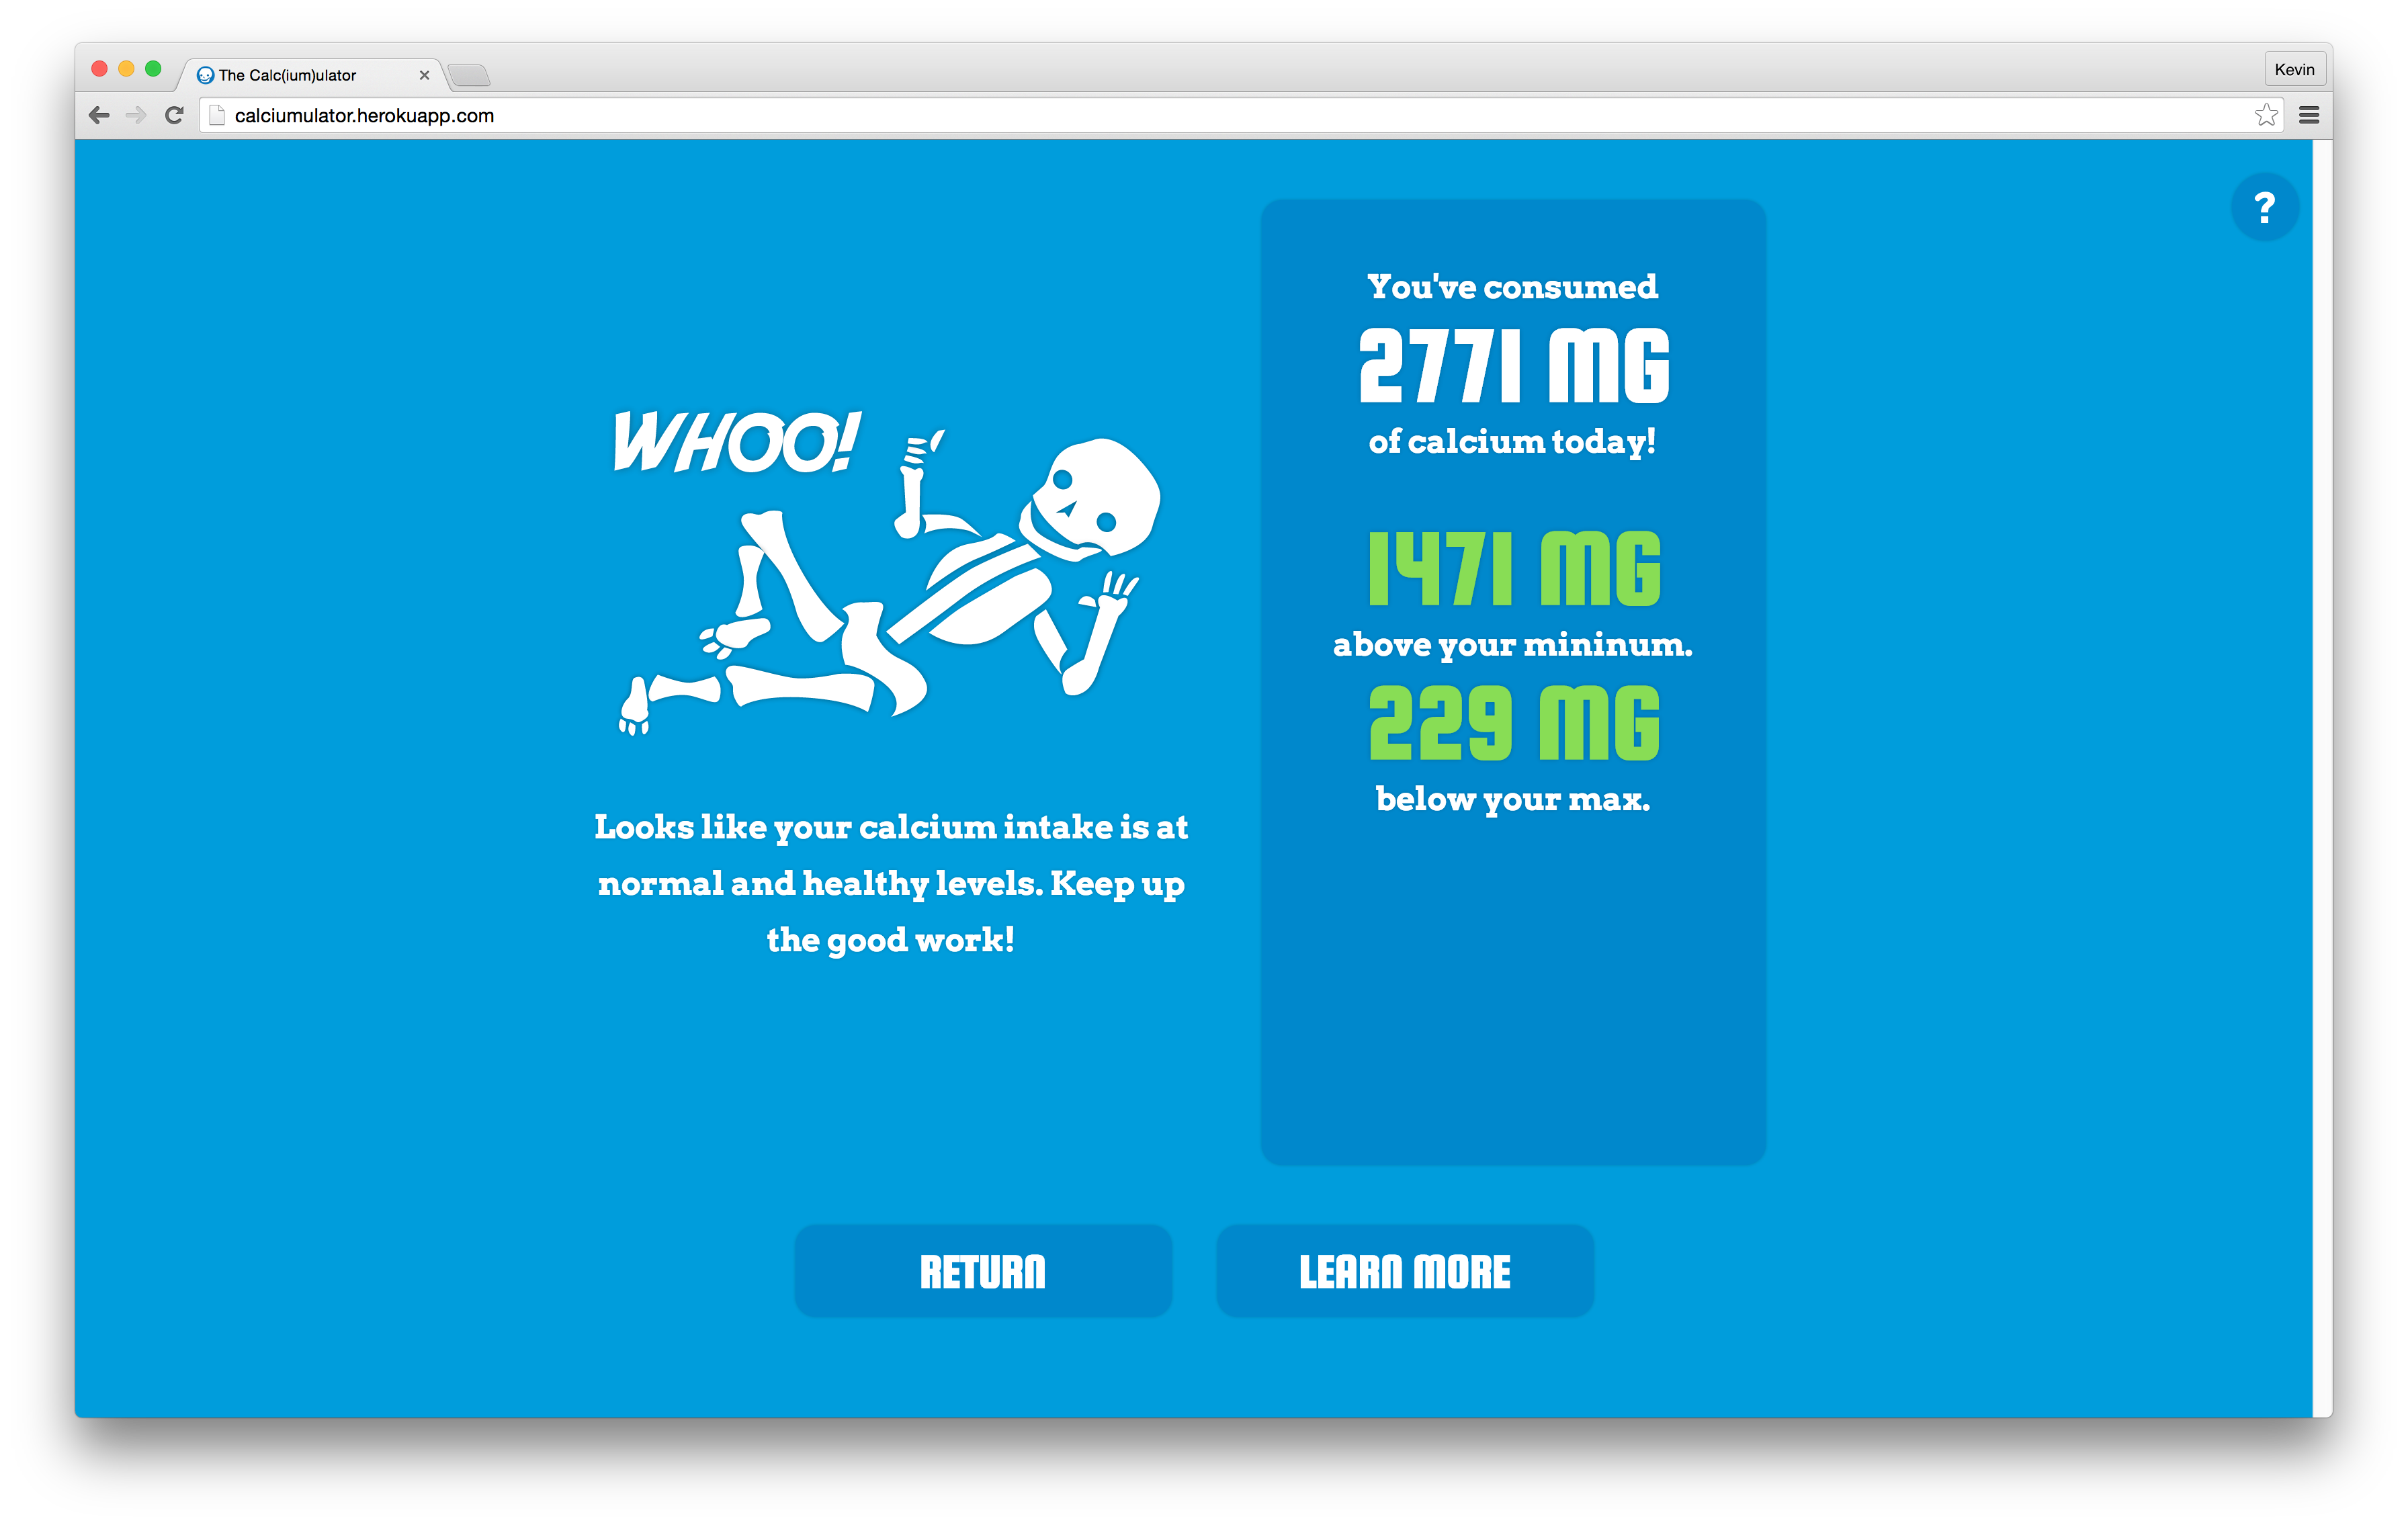 The Calc(ium)ulator
Kevin
calciumulator.herokuapp.com
?
WHOO!
Looks like your calcium intake is at
normal and healthy levels. Keep up
the good work!
You've consumed
2771 MG
of calcium today!
1471 MG
above your mininum.
229 MG
below your max.
RETURN
LEARN MORE